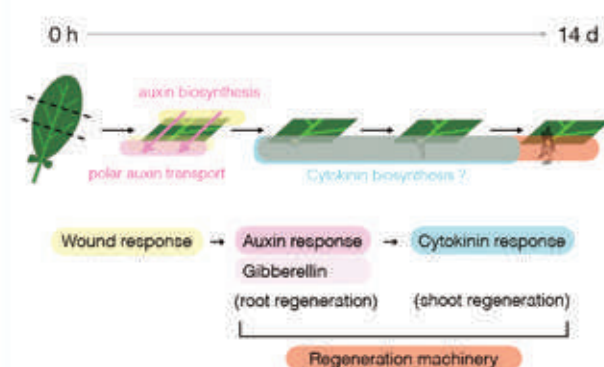 0 h 14 d
auxin biosynthesis
polar auxin transport
Cytokinin biosynthesis ?
Wound response Auxin response Cytokinin response
Gibberellin
(root regeneration) (shoot regeneration)
Regeneration machinery